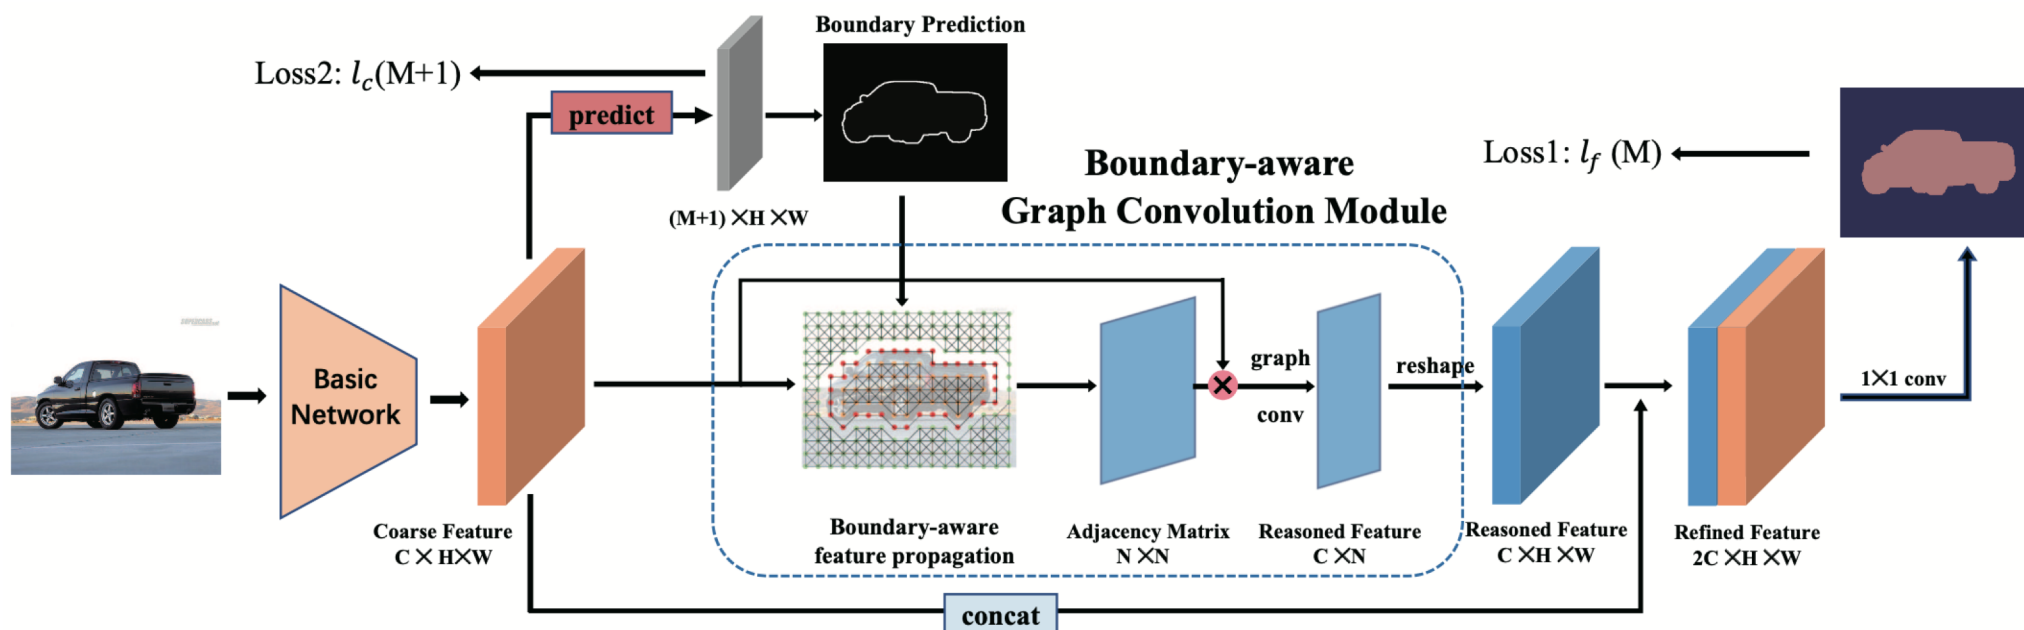 Boundary Prediction
Loss2: l_c(M+1)
predict
Loss1: l_f (M)
Boundary-aware
Graph Convolution Module
(M+1) ×H ×W
Basic
Network
graph
conv
reshape
1×1 conv
Coarse Feature
C × H×W
Boundary-aware
feature propagation
Adjacency Matrix
N ×N
Reasoned Feature
C ×N
Reasoned Feature
C ×H ×W
Refined Feature
2C ×H ×W
concat